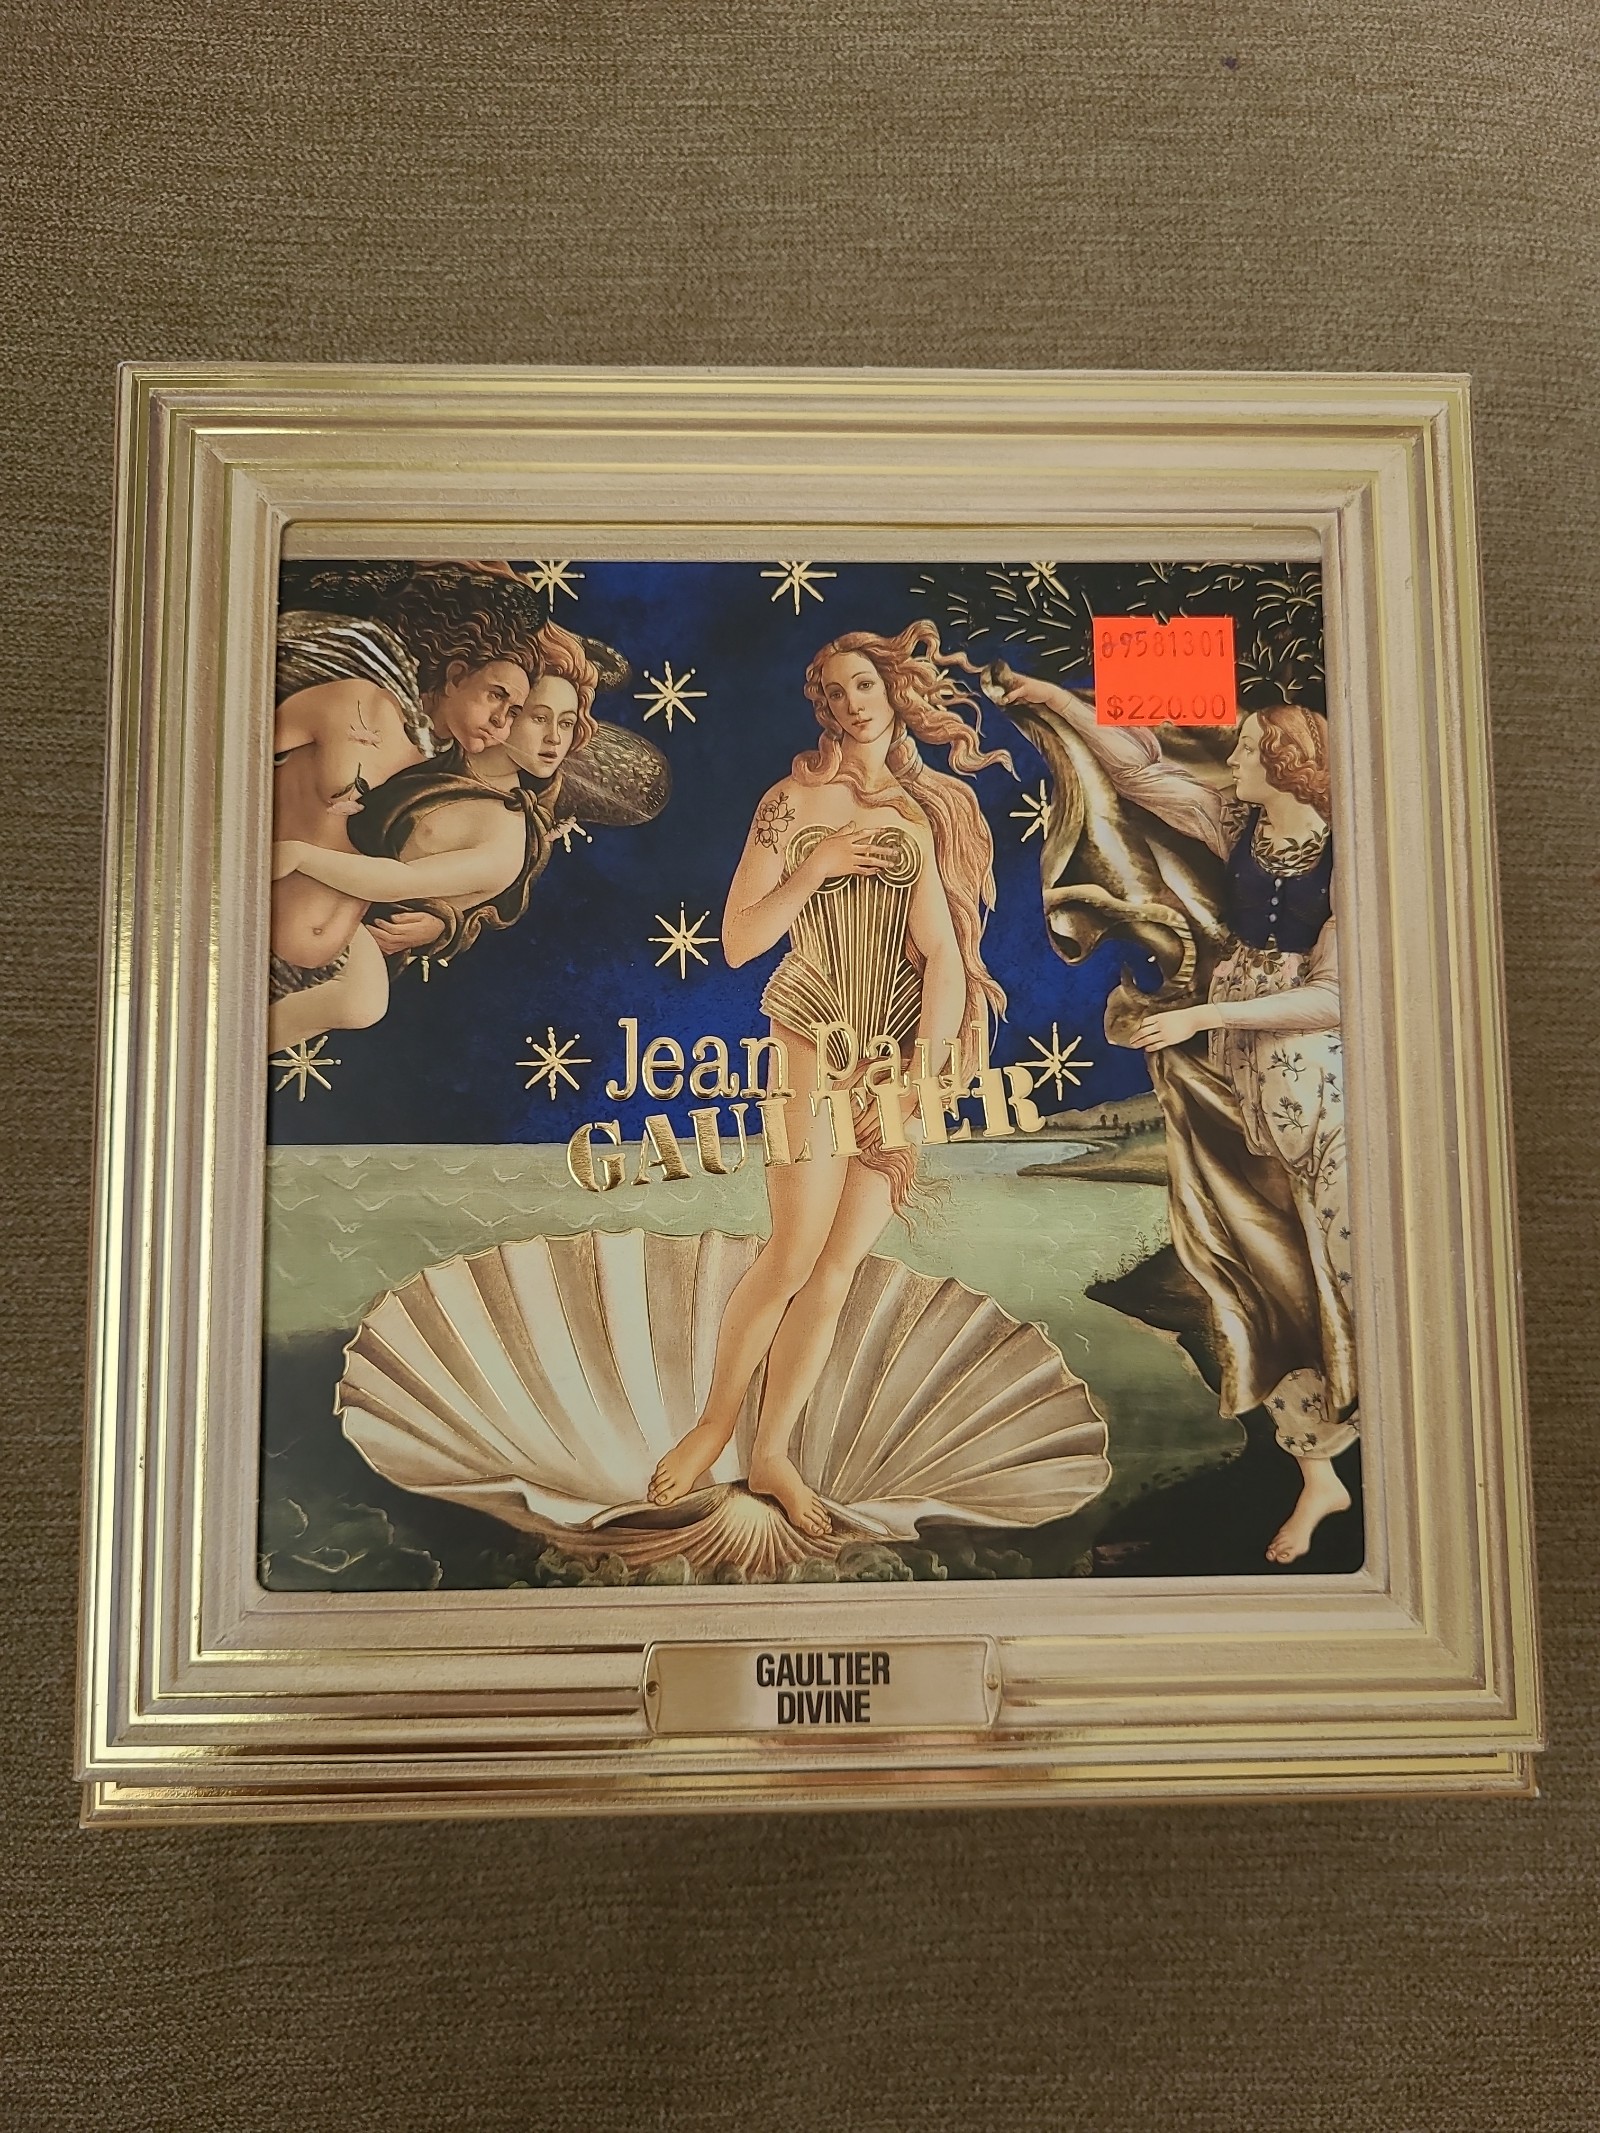 89581301
$220.00
Jean Paul
GAULTIER
GAULTIER
DIVINE